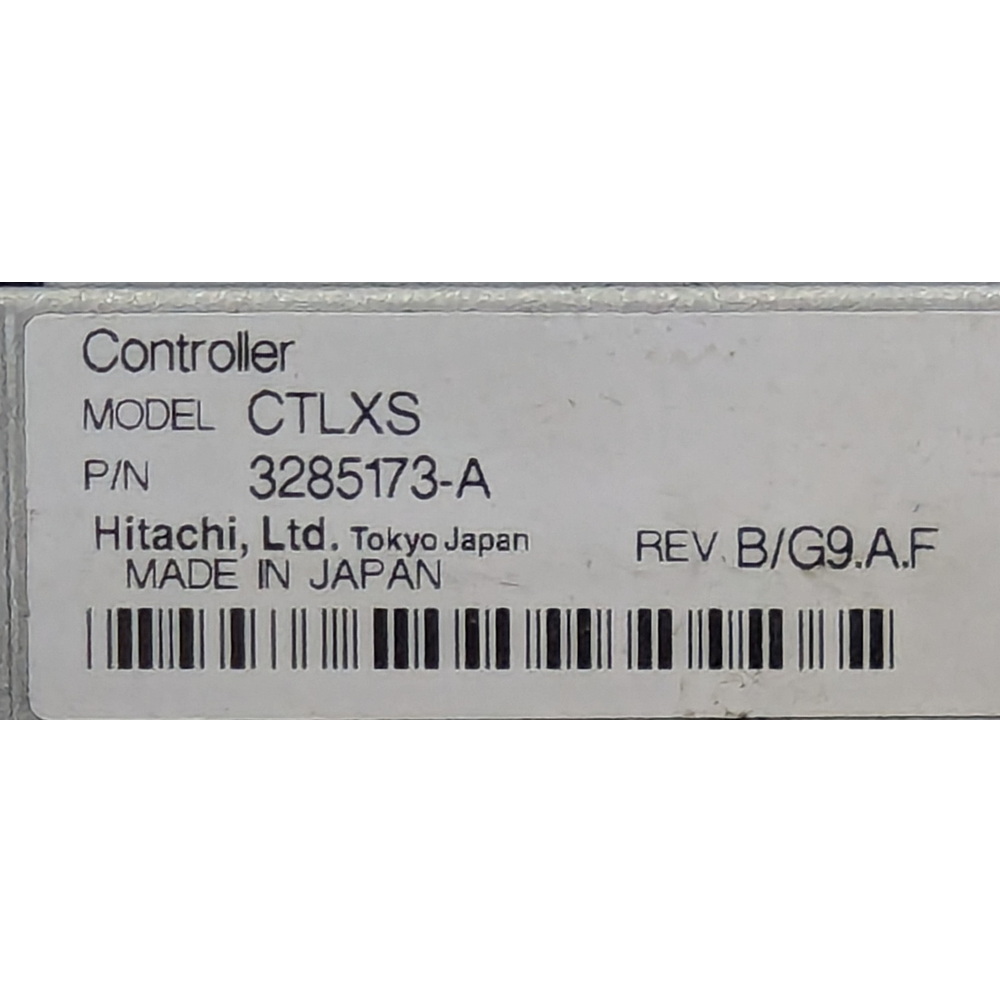 Controller
MODEL CTLXS
P/N 3285173-A
Hitachi, Ltd. Tokyo Japan REV. B/G9.A.F
MADE IN JAPAN